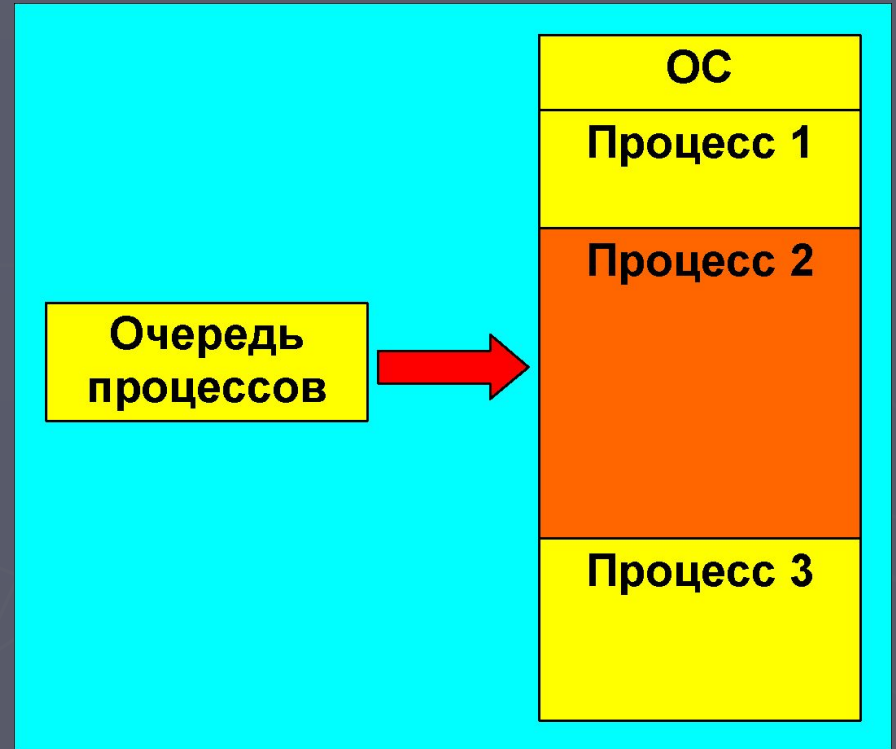 ОС
Процесс 1
Процесс 2
Очередь
процессов
Процесс 3